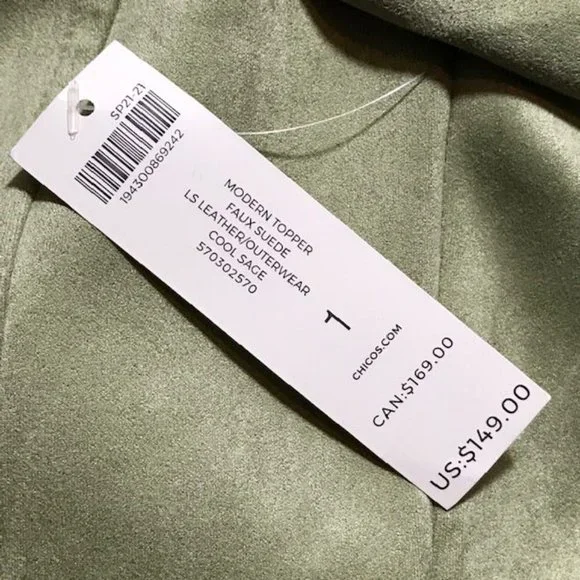 SP21-21
194300869242
MODERN TOPPER
FAUX SUEDE
LS LEATHER/OUTERWEAR
COOL SAGE
570302570
1
CHICOS.COM
CAN:$169.00
US:$149.00